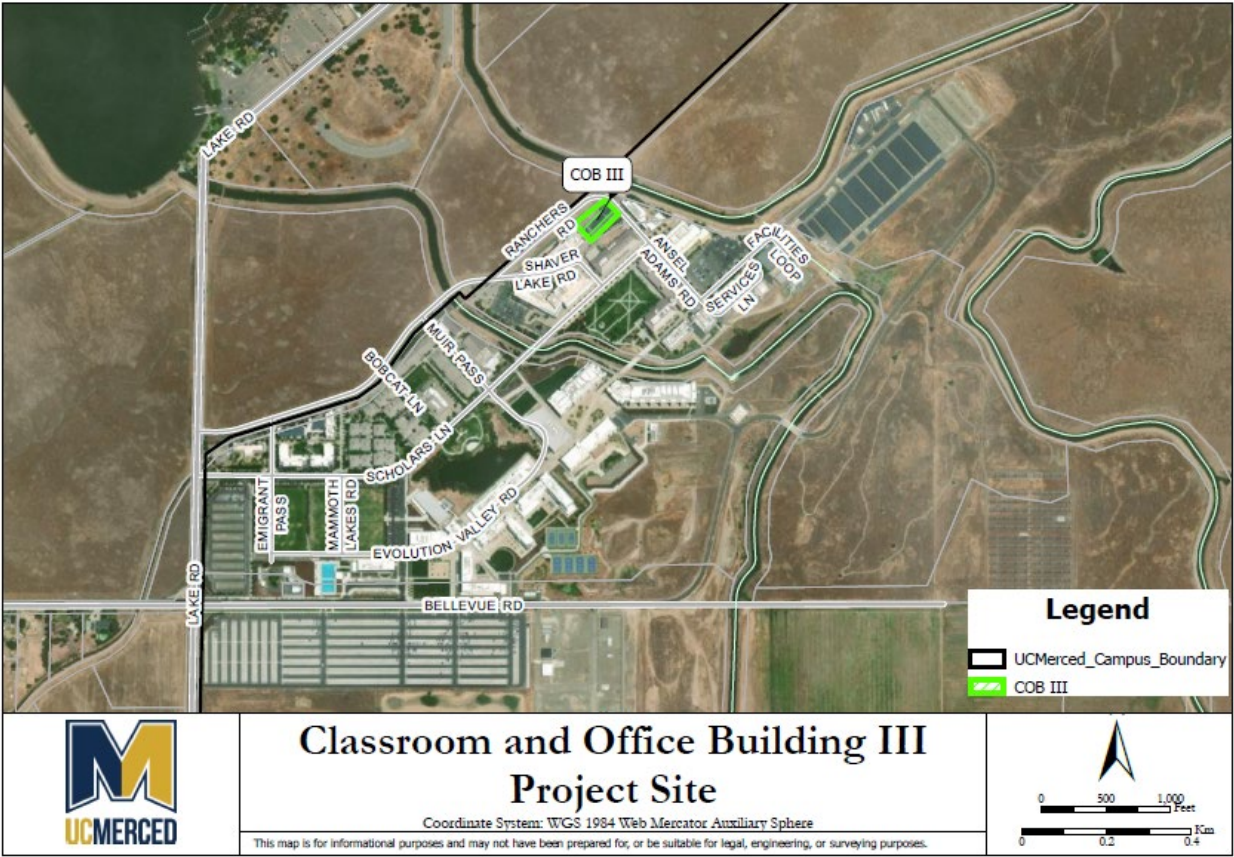 LAKE RD
COB III
RANCHERS
RD
SHAVER
LAKE RD
ANSEL
ADAMS RD
FACILITIES
LOOP
SERVICES
LN
MUIR PASS
BOBCAT LN
SCHOLARS LN
EMIGRANT
PASS
MAMMOTH
LAKES RD
EVOLUTION VALLEY RD
LAKE RD
BELLEVUE RD
Legend
UCMerced_Campus_Boundary
COB III
UCMERCED
Classroom and Office Building III
Project Site
Coordinate System: WGS 1984 Web Mercator Auxiliary Sphere
This map is for informational purposes and may not have been prepared for, or be suitable for legal, engineering, or surveying purposes.
0 500 1,000
Feet
Km
0 0.2 0.4